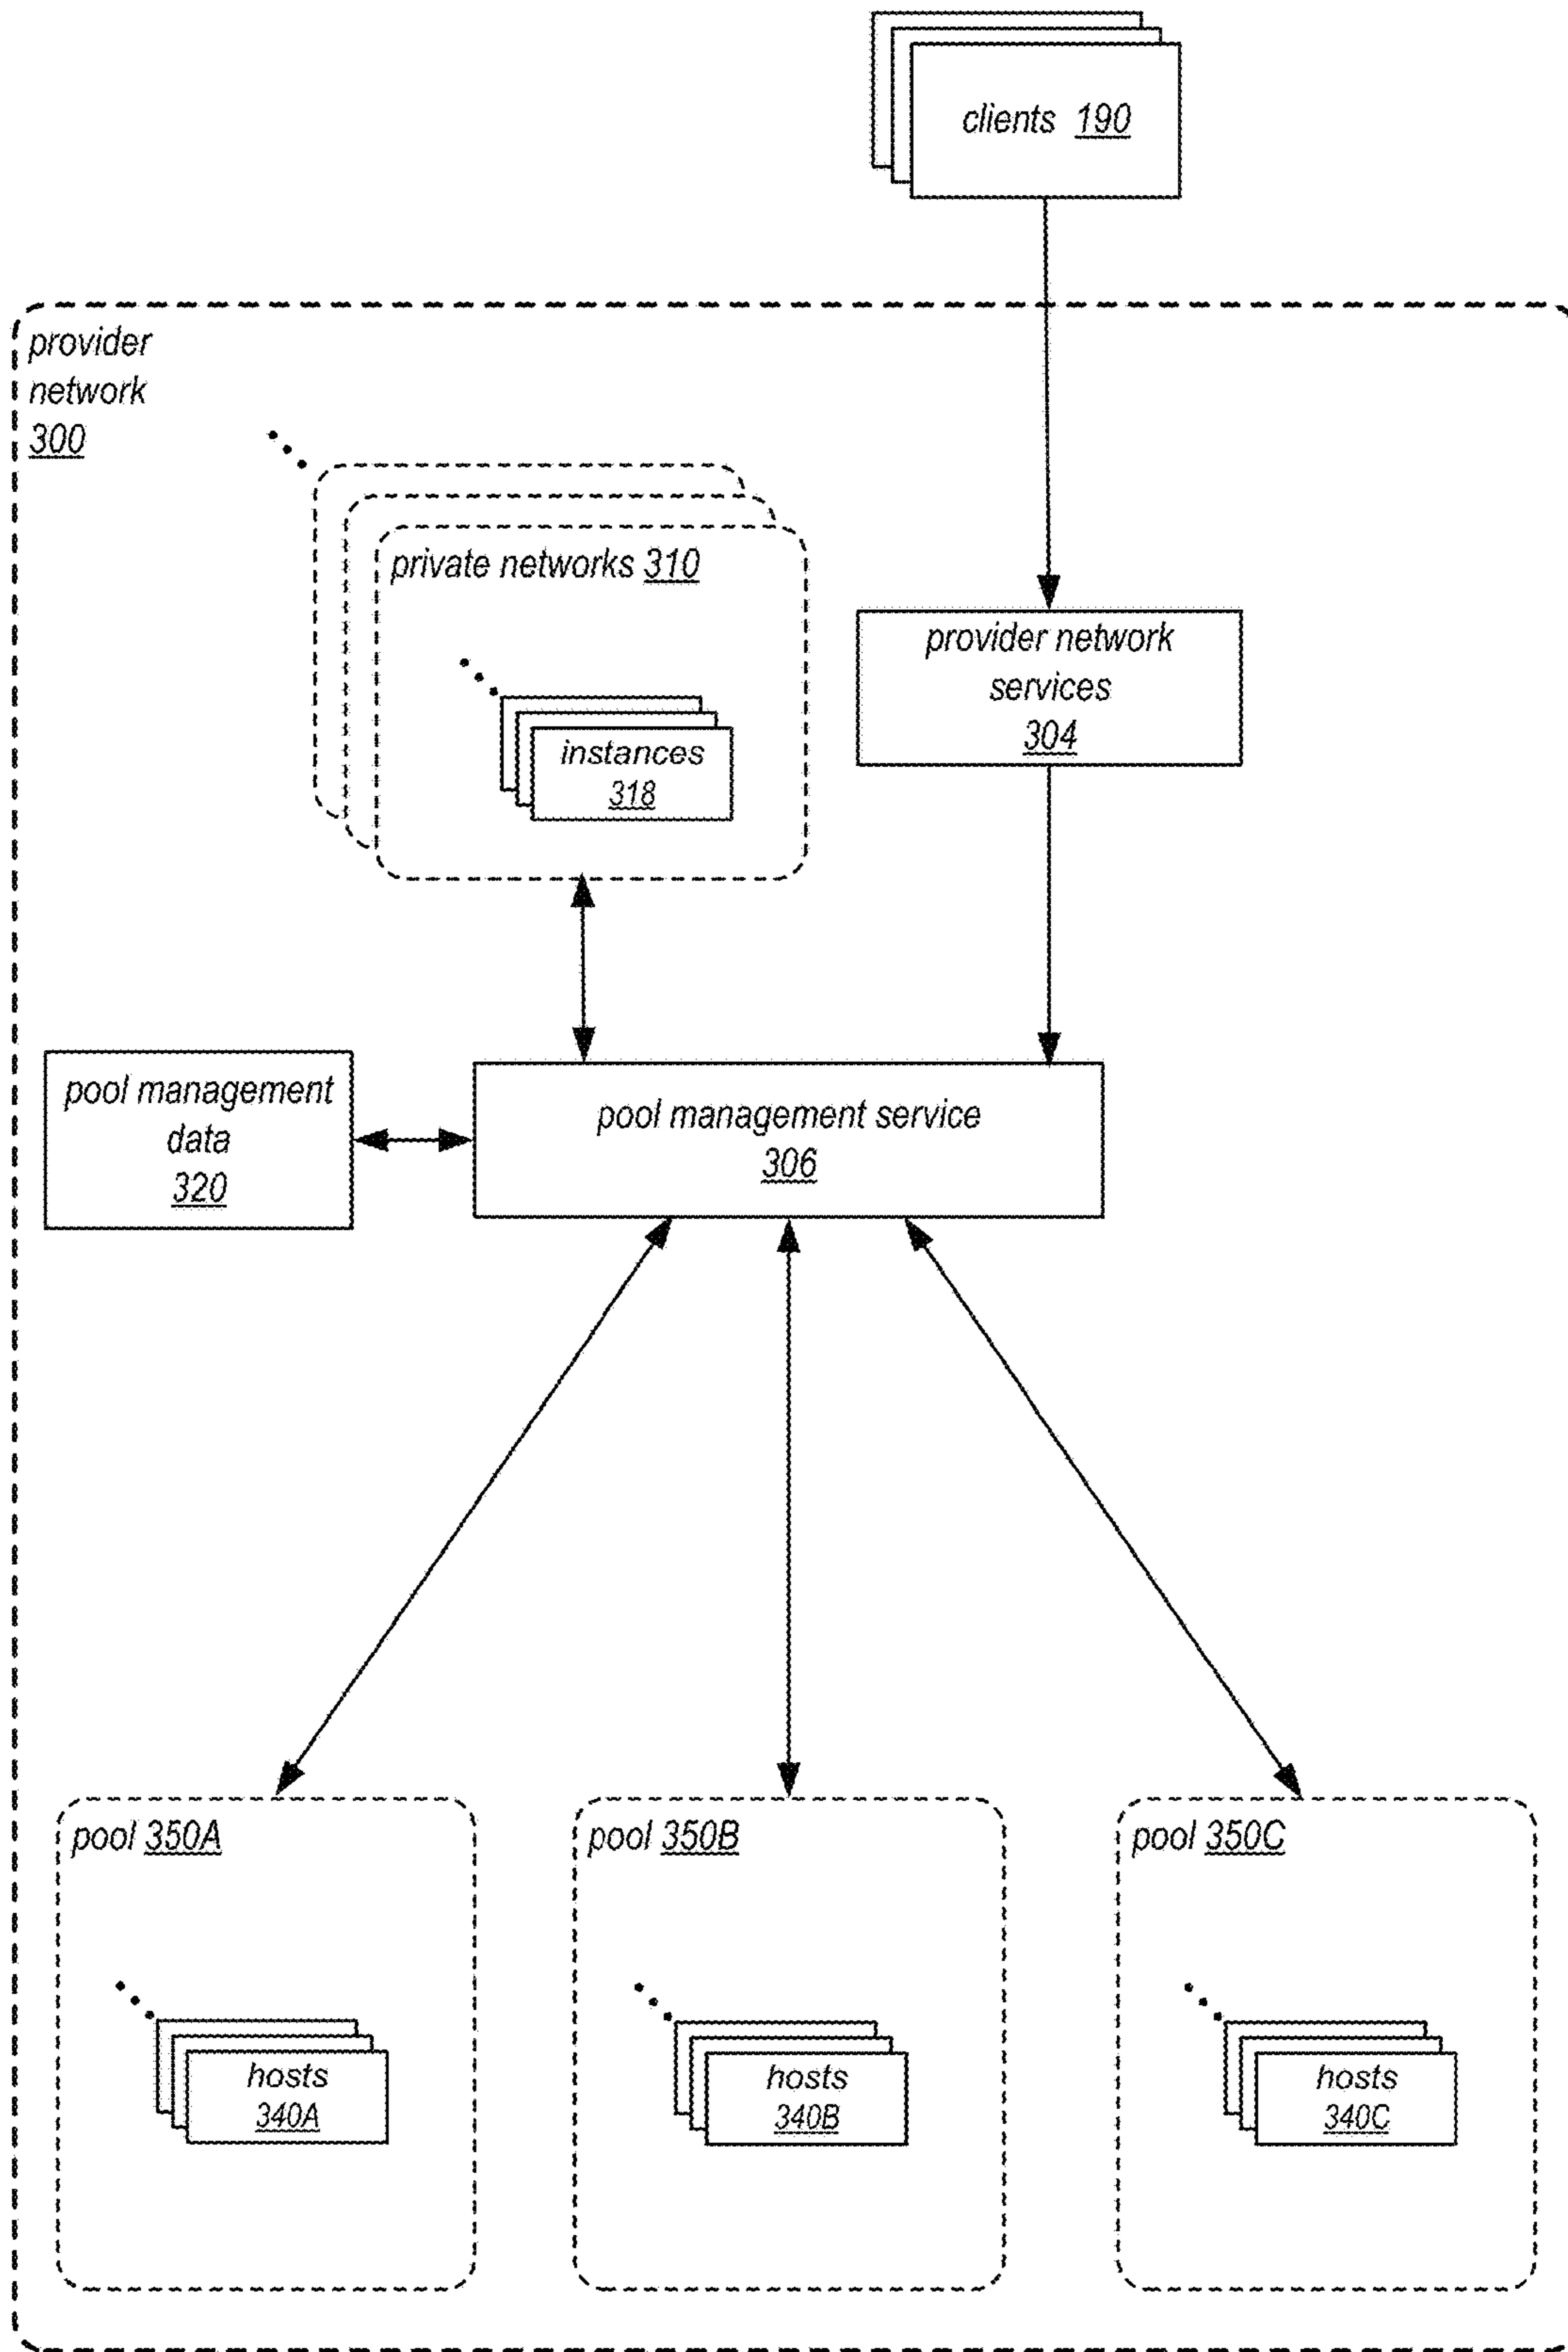 clients 190
provider
network
300
private networks 310
instances
318
provider network
services
304
pool management
data
320
pool management service
306
pool 350A
hosts
340A
pool 350B
hosts
340B
pool 350C
hosts
340C